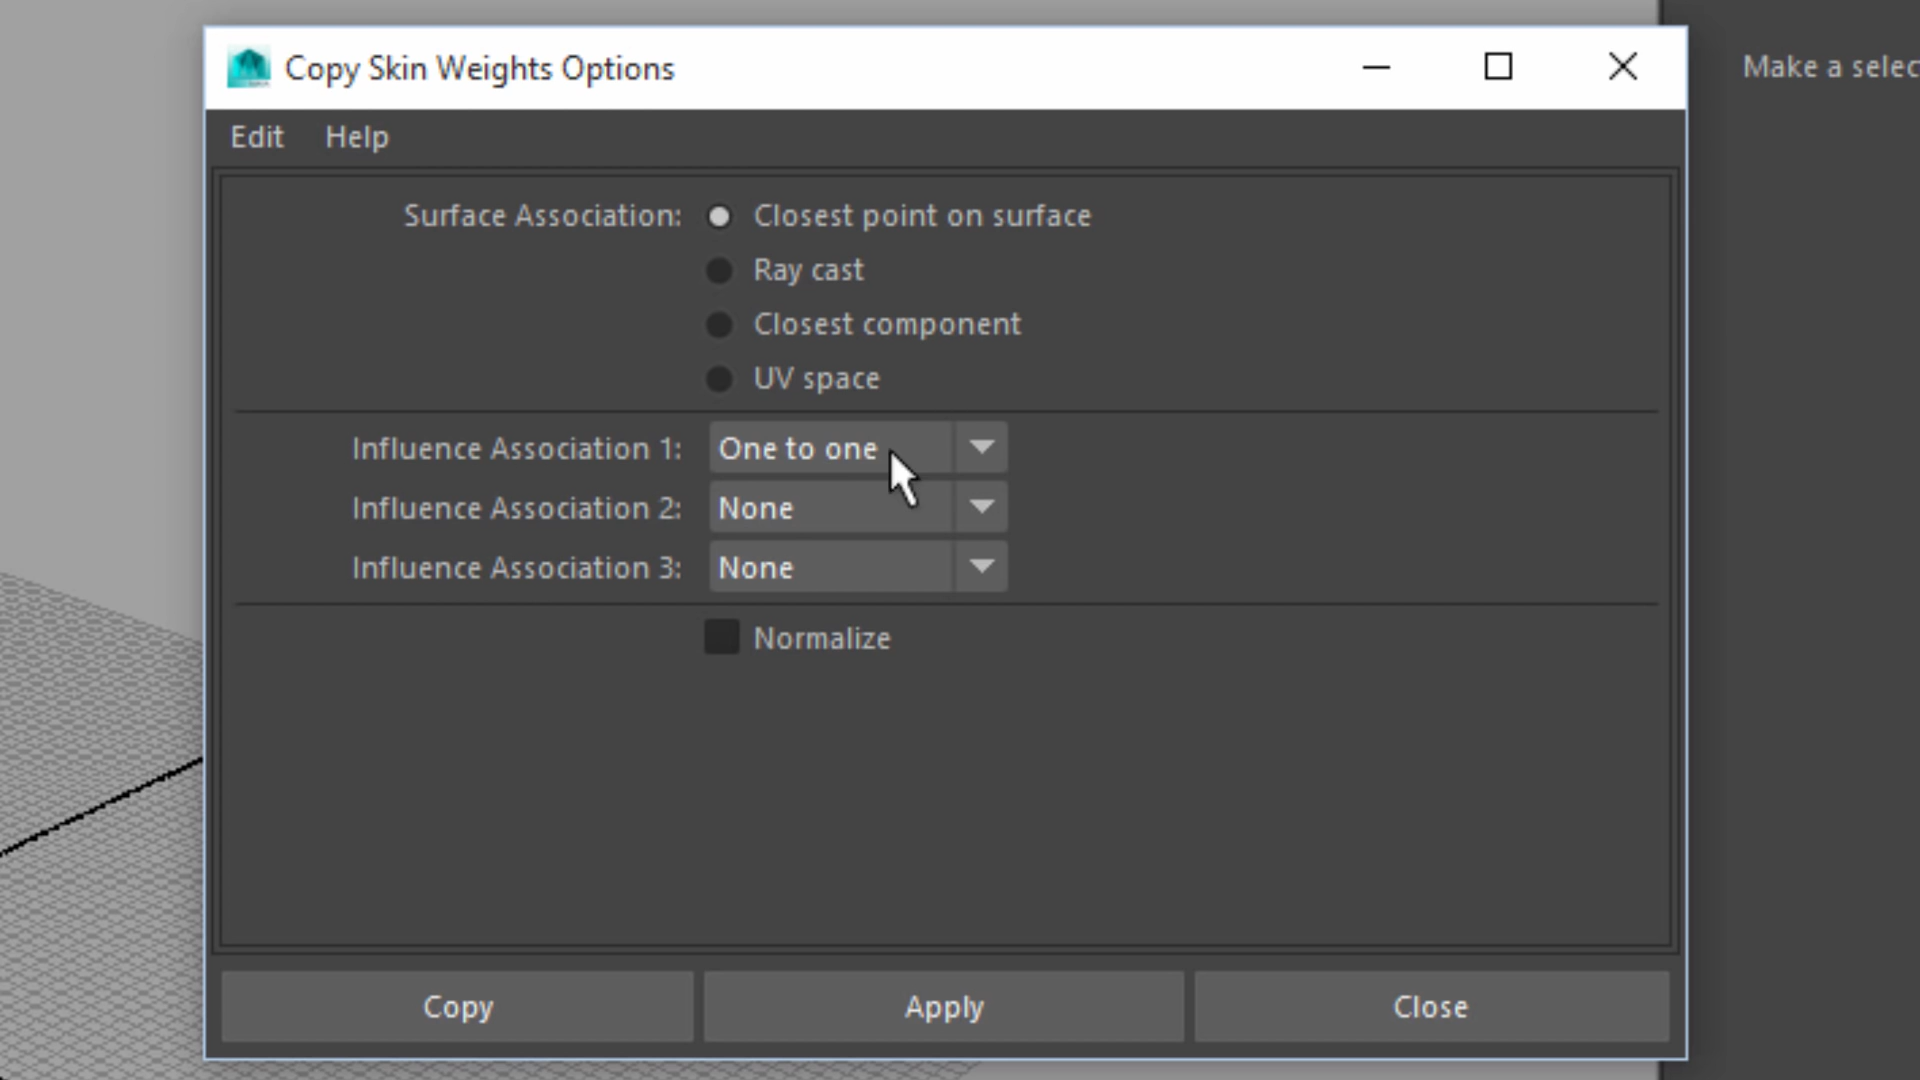 Copy Skin Weights Options
Make a selec
Edit Help
Surface Association: Closest point on surface
Ray cast
Closest component
UV space
Influence Association 1: One to one
Influence Association 2: None
Influence Association 3: None
Normalize
Copy Apply Close